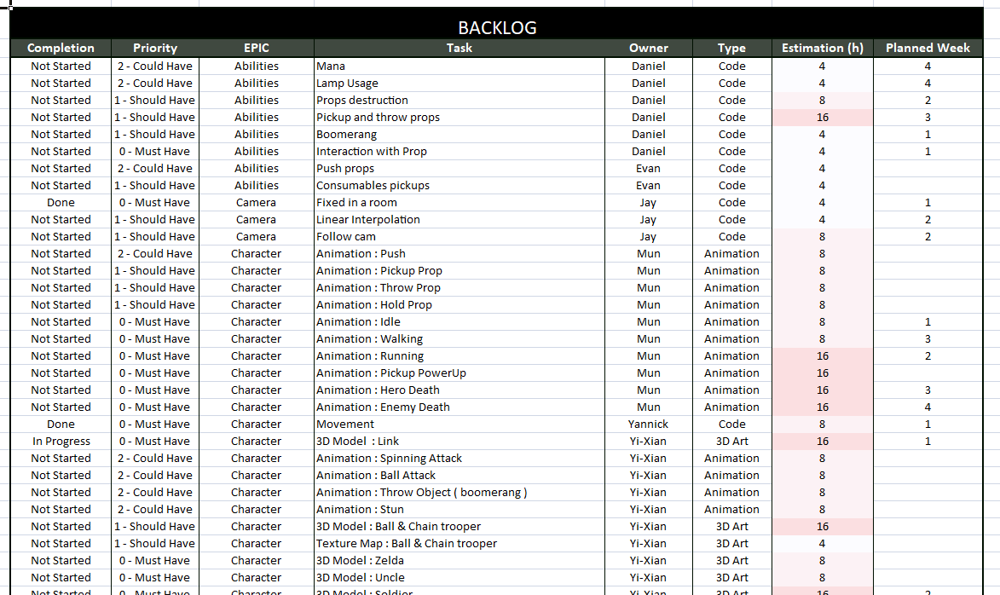 BACKLOG
Completion Priority EPIC Task Owner Type Estimation (h) Planned Week
Not Started 2 - Could Have Abilities Mana Daniel Code 4 4
Not Started 2 - Could Have Abilities Lamp Usage Daniel Code 4 4
Not Started 1 - Should Have Abilities Props destruction Daniel Code 8 2
Not Started 1 - Should Have Abilities Pickup and throw props Daniel Code 16 3
Not Started 1 - Should Have Abilities Boomerang Daniel Code 4 1
Not Started 0 - Must Have Abilities Interaction with Prop Daniel Code 4 1
Not Started 2 - Could Have Abilities Push props Evan Code 4
Not Started 1 - Should Have Abilities Consumables pickups Evan Code 4
Done 0 - Must Have Camera Fixed in a room Jay Code 4 1
Not Started 1 - Should Have Camera Linear Interpolation Jay Code 4 2
Not Started 1 - Should Have Camera Follow cam Jay Code 8 2
Not Started 2 - Could Have Character Animation : Push Mun Animation 8
Not Started 1 - Should Have Character Animation : Pickup Prop Mun Animation 8
Not Started 1 - Should Have Character Animation : Throw Prop Mun Animation 8
Not Started 1 - Should Have Character Animation : Hold Prop Mun Animation 8
Not Started 0 - Must Have Character Animation : Idle Mun Animation 8 1
Not Started 0 - Must Have Character Animation : Walking Mun Animation 8 3
Not Started 0 - Must Have Character Animation : Running Mun Animation 16 2
Not Started 0 - Must Have Character Animation : Pickup PowerUp Mun Animation 16
Not Started 0 - Must Have Character Animation : Hero Death Mun Animation 16 3
Not Started 0 - Must Have Character Animation : Enemy Death Mun Animation 16 4
Done 0 - Must Have Character Movement Yannick Code 8 1
In Progress 0 - Must Have Character 3D Model  : Link Yi-Xian 3D Art 16 1
Not Started 2 - Could Have Character Animation : Spinning Attack Yi-Xian Animation 8
Not Started 2 - Could Have Character Animation : Ball Attack Yi-Xian Animation 8
Not Started 2 - Could Have Character Animation : Throw Object ( boomerang ) Yi-Xian Animation 8
Not Started 2 - Could Have Character Animation : Stun Yi-Xian Animation 8
Not Started 1 - Should Have Character 3D Model : Ball & Chain trooper Yi-Xian 3D Art 16
Not Started 1 - Should Have Character Texture Map : Ball & Chain trooper Yi-Xian 3D Art 4
Not Started 0 - Must Have Character 3D Model : Zelda Yi-Xian 3D Art 8
Not Started 0 - Must Have Character 3D Model : Uncle Yi-Xian 3D Art 8
Not Started 0 - Must Have Character 3D Model : Soldier Yi-Xian 3D Art 16 2